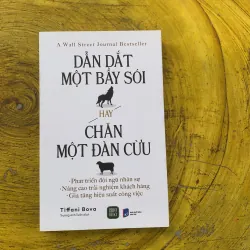 A Wall Street Journal Bestseller
DẪN DẮT
MỘT BẦY SÓI
HAY
CHĂN
MỘT ĐÀN CỪU
•Phát triển đội ngũ nhân sự
•Nâng cao trải nghiệm khách hàng
•Gia tăng hiệu suất công việc
Tiffani Bova